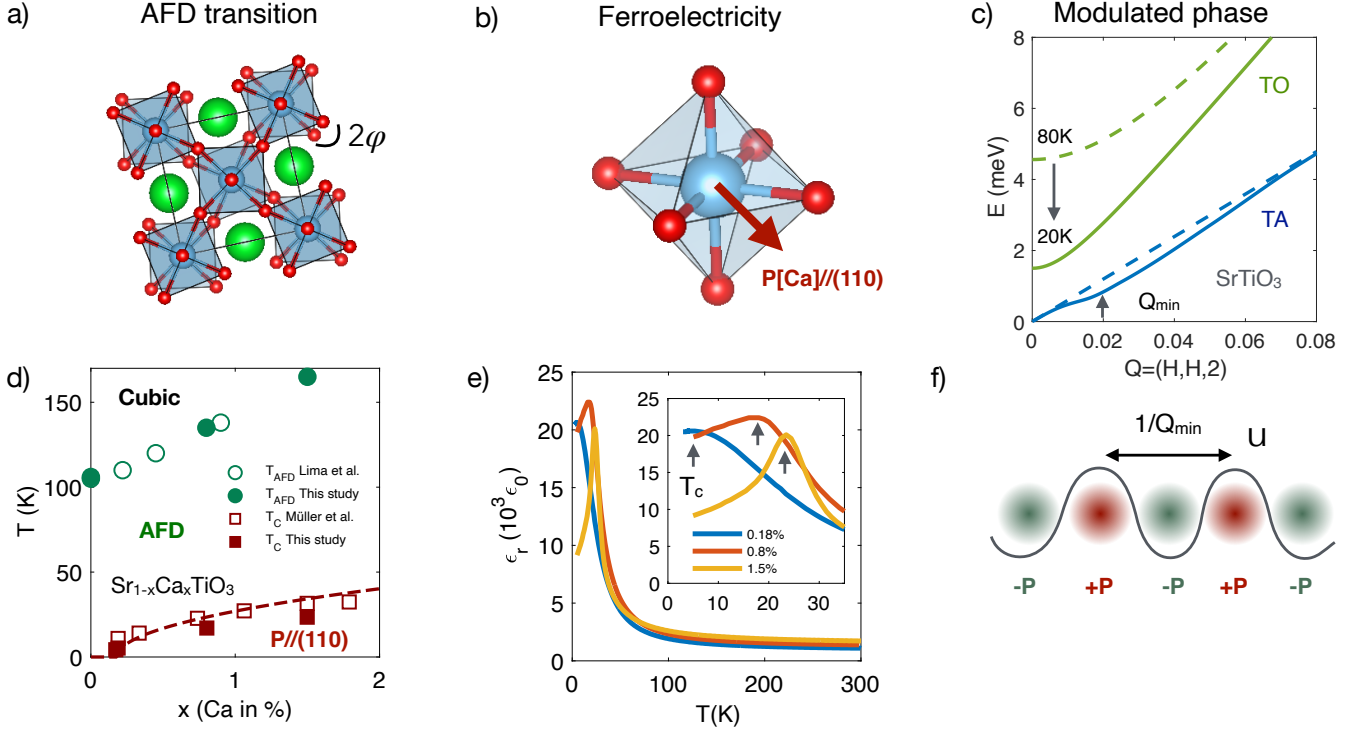 a)
AFD transition
2φ
b)
Ferroelectricity
P[Ca]//(110)
c)
Modulated phase
8
6
4
2
0
E (meV)
80K
20K
TO
TA
SrTiO3
Qmin
0
0.02
0.04
0.06
0.08
Q=(H,H,2)
d)
150
100
50
0
T (K)
Cubic
TAFD Lima et al.
TAFD This study
TC Müller et al.
TC This study
AFD
Sr1-xCaxTiO3
P//(110)
0
1
2
x (Ca in %)
e)
25
20
15
10
5
0
ϵr (10³ ϵ0)
25
20
15
10
5
0
Tc
0.18%
0.8%
1.5%
0
10
20
30
0
100
200
300
T(K)
f)
1/Qmin
u
-P
+P
-P
+P
-P